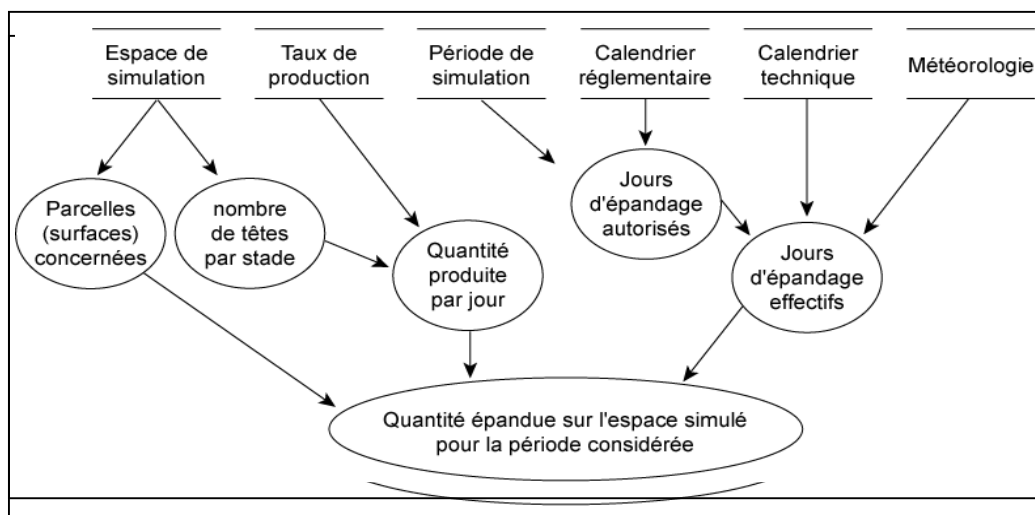 Espace de
simulation
Taux de
production
Période de
simulation
Calendrier
réglementaire
Calendrier
technique
Météorologie
Parcelles
(surfaces)
concernées
nombre
de têtes
par stade
Quantité
produite
par jour
Jours
d'épandage
autorisés
Jours
d'épandage
effectifs
Quantité épandue sur l'espace simulé
pour la période considérée